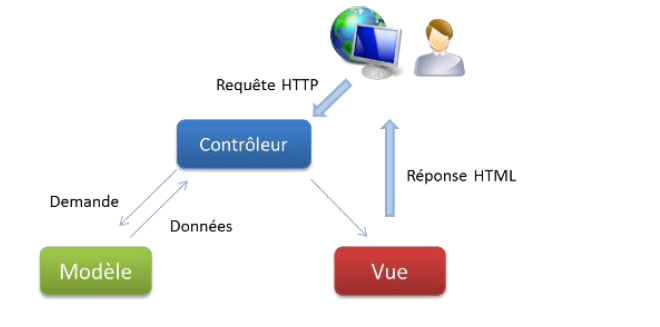 Requête HTTP
Contrôleur
Réponse HTML
Demande
Données
Modèle
Vue